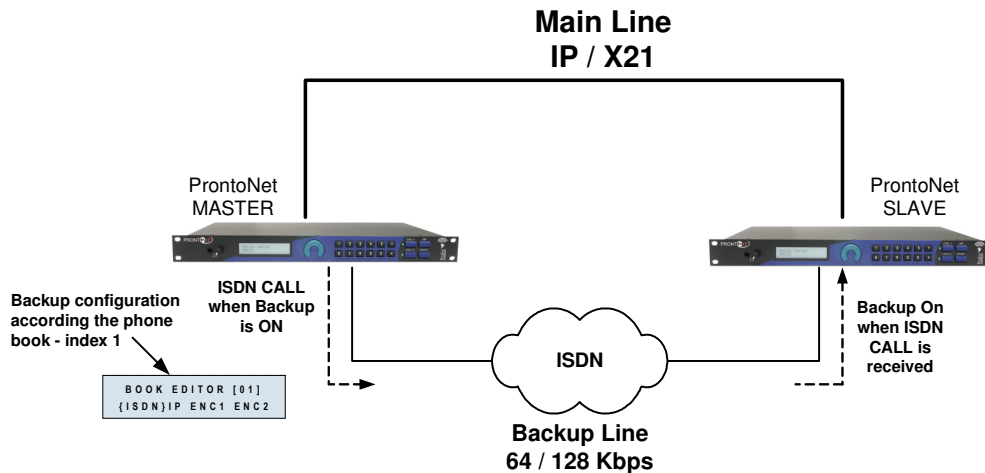 Main Line
IP / X21
ProntoNet
MASTER
ProntoNet
SLAVE
PRONTO
PRONTO
ISDN CALL
when Backup
is ON
Backup configuration
according the phone
book - index 1
BOOK EDITOR [01]
{ISDN}IP ENC1 ENC2
ISDN
Backup On
when ISDN
CALL is
received
Backup Line
64 / 128 Kbps